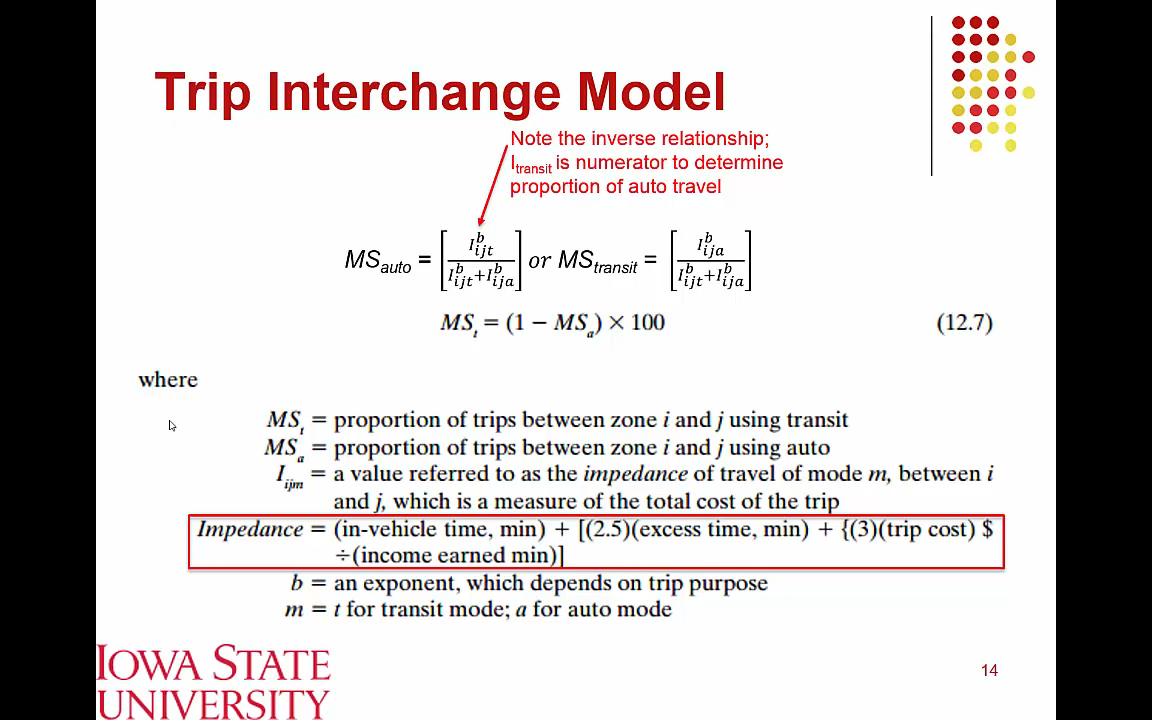 Trip Interchange Model
Note the inverse relationship;
I_transit is numerator to determine
proportion of auto travel
MS_auto = [I^b_ijt / (I^b_ijt + I^b_ija)] or MS_transit = [I^b_ija / (I^b_ijt + I^b_ija)]
MS_t = (1 − MS_a) × 100 (12.7)
where
MS_t = proportion of trips between zone i and j using transit
MS_a = proportion of trips between zone i and j using auto
I_ijm = a value referred to as the impedance of travel of mode m, between i
and j, which is a measure of the total cost of the trip
Impedance = (in-vehicle time, min) + [(2.5)(excess time, min) + {(3)(trip cost) $
÷(income earned min)]
b = an exponent, which depends on trip purpose
m = t for transit mode; a for auto mode
IOWA STATE
UNIVERSITY
14